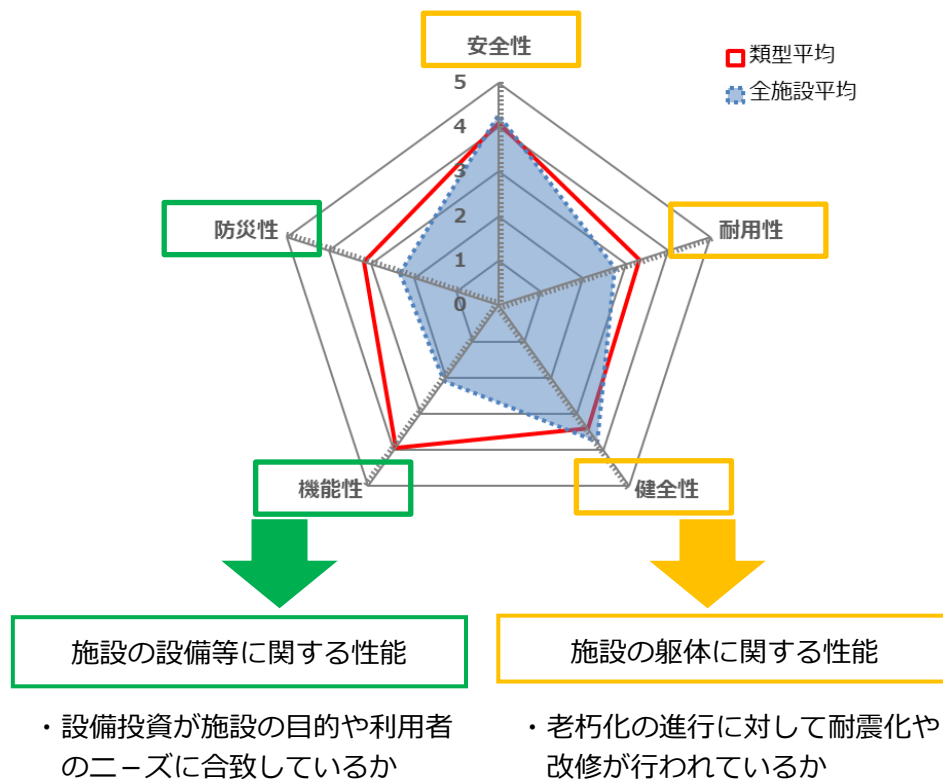 安全性
類型平均
全施設平均
5
4
3
2
1
0
防災性
耐用性
機能性
健全性
施設の設備等に関する性能
施設の躯体に関する性能
・設備投資が施設の目的や利用者
のニーズに合致しているか
・老朽化の進行に対して耐震化や
改修が行われているか